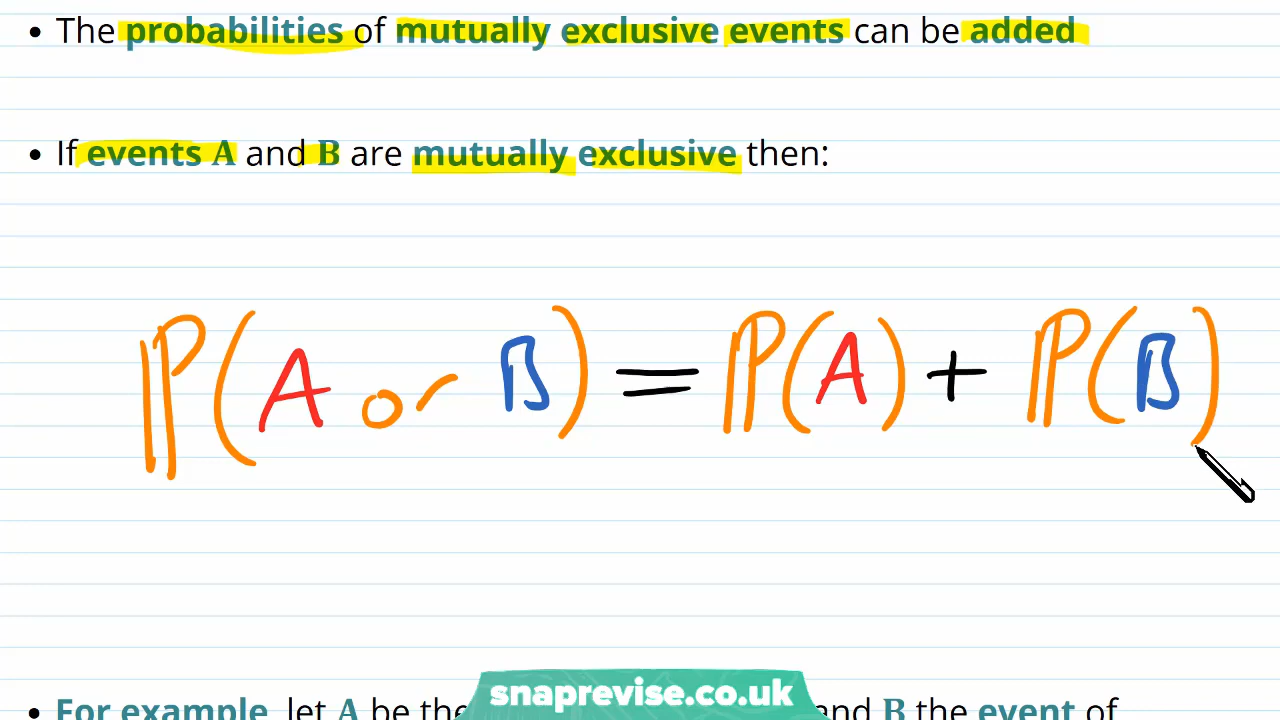 • The probabilities of mutually exclusive events can be added
• If events A and B are mutually exclusive then:
ℙ(A or B) = ℙ(A) + ℙ(B)
• For example, let A be the and B the event of
snaprevise.co.uk